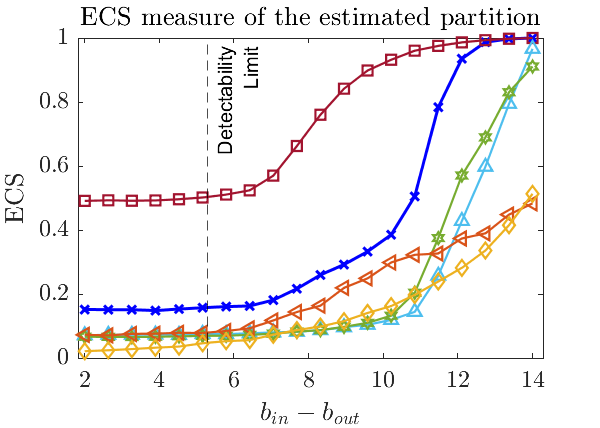 ECS measure of the estimated partition
1
0.8
0.6
0.4
0.2
0
ECS
Detectability
Limit
2 4 6 8 10 12 14
b_in − b_out